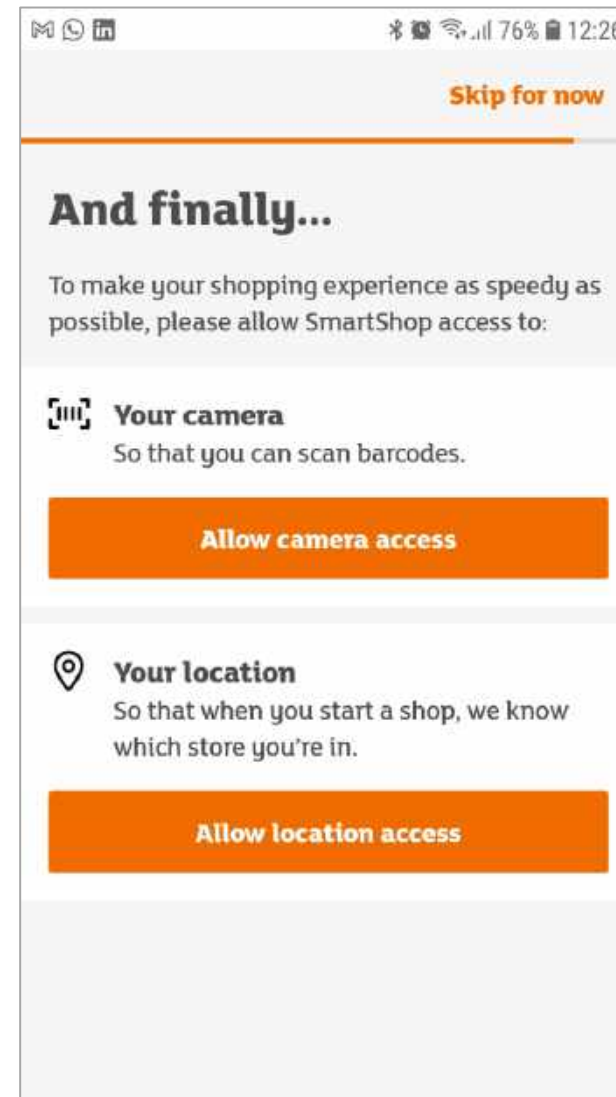 76% 12:26
Skip for now
And finally...
To make your shopping experience as speedy as
possible, please allow SmartShop access to:
Your camera
So that you can scan barcodes.
Allow camera access
Your location
So that when you start a shop, we know
which store you're in.
Allow location access